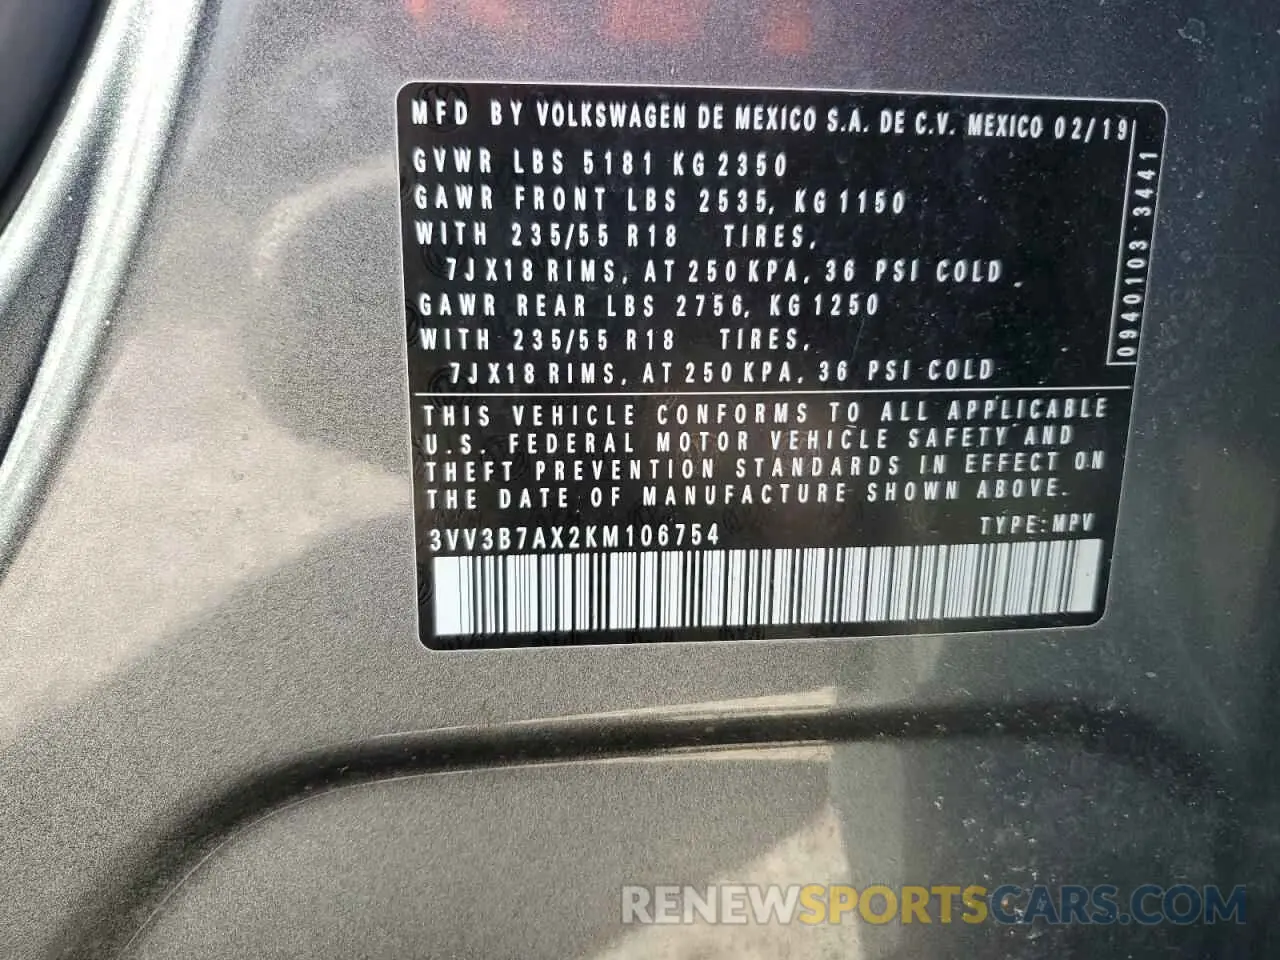 MFD BY VOLKSWAGEN DE MEXICO S.A. DE C.V. MEXICO 02/19
GVWR LBS 5181 KG 2350
GAWR FRONT LBS 2535, KG 1150
WITH 235/55 R18 TIRES,
7JX18 RIMS, AT 250 KPA, 36 PSI COLD
GAWR REAR LBS 2756, KG 1250
WITH 235/55 R18 TIRES,
7JX18 RIMS, AT 250 KPA, 36 PSI COLD
0940103 3441
THIS VEHICLE CONFORMS TO ALL APPLICABLE
U.S. FEDERAL MOTOR VEHICLE SAFETY AND
THEFT PREVENTION STANDARDS IN EFFECT ON
THE DATE OF MANUFACTURE SHOWN ABOVE.
3VV3B7AX2KM106754 TYPE:MPV
RENEWSPORTSCARS.COM